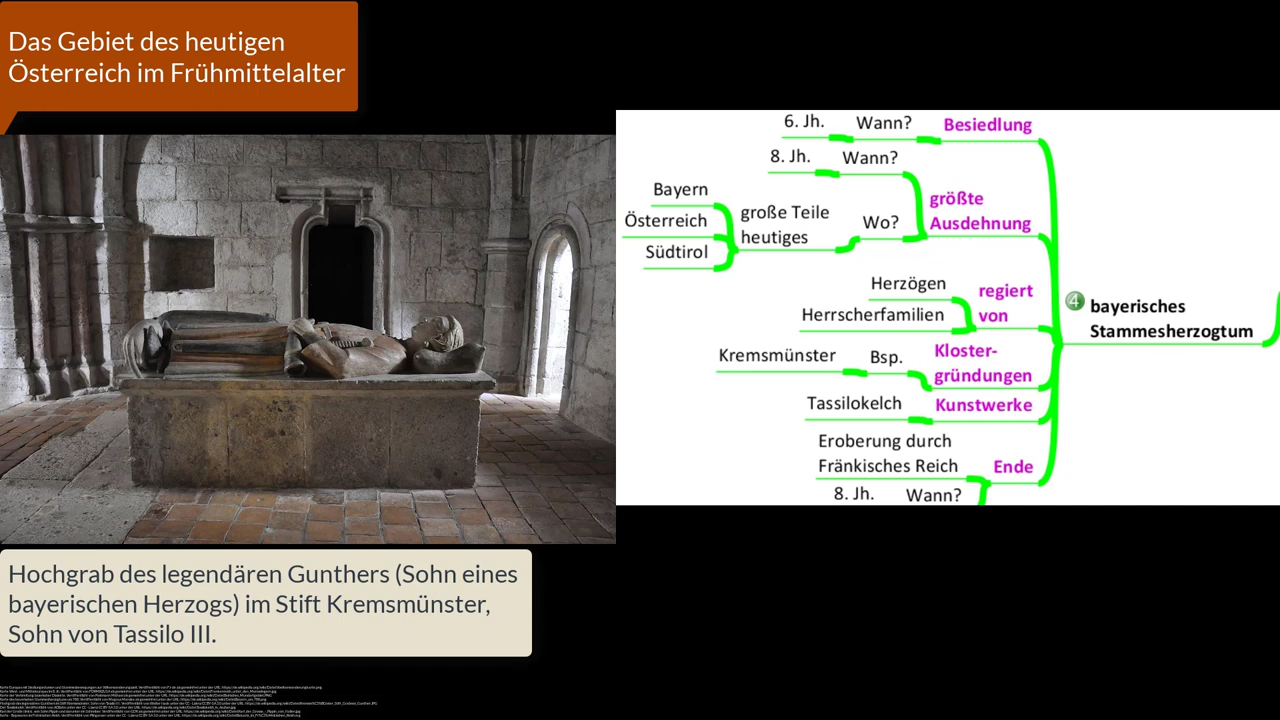 Das Gebiet des heutigen
Österreich im Frühmittelalter
6. Jh. Wann? Besiedlung
8. Jh. Wann?
Bayern
Österreich
Südtirol
große Teile
heutiges
Wo?
größte
Ausdehnung
Herzögen
Herrscherfamilien
regiert
von
4 bayerisches
Stammesherzogtum
Kremsmünster Bsp. Kloster-
gründungen
Tassilokelch Kunstwerke
Eroberung durch
Fränkisches Reich
Ende
8. Jh. Wann?
Hochgrab des legendären Gunthers (Sohn eines
bayerischen Herzogs) im Stift Kremsmünster,
Sohn von Tassilo III.